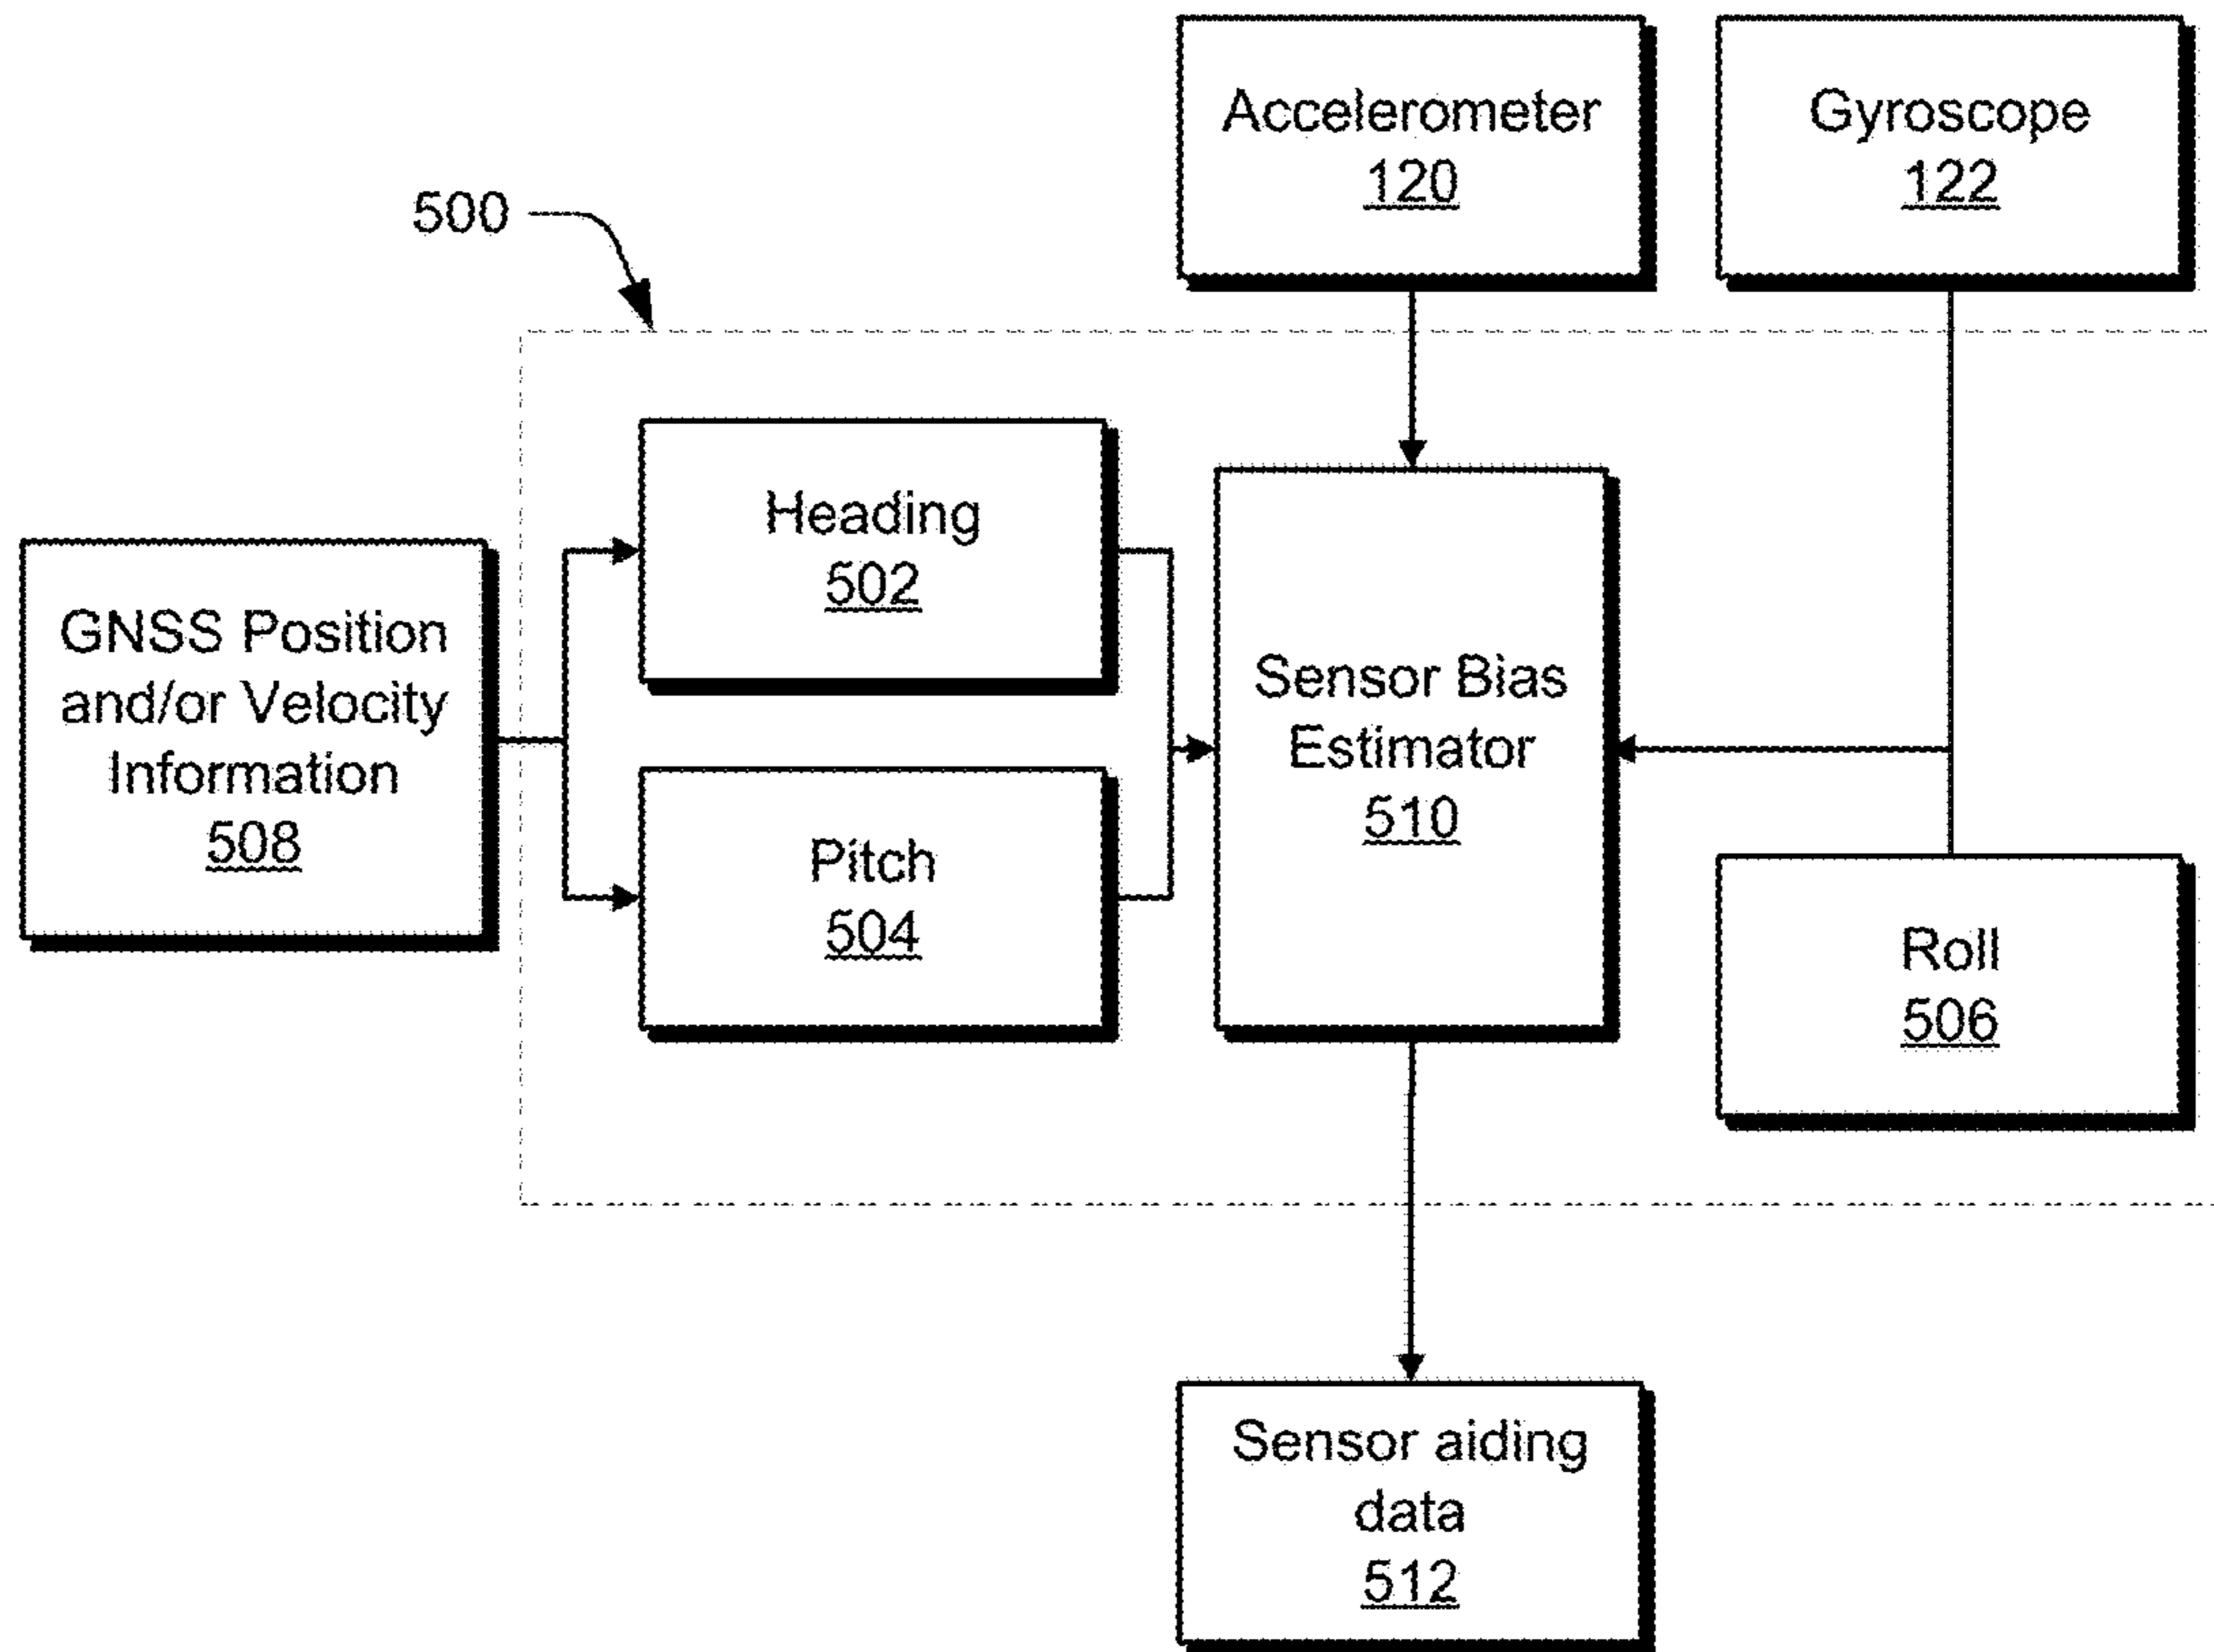 Accelerometer
120
Gyroscope
122
500
Heading
502
GNSS Position
and/or Velocity
Information
508
Pitch
504
Sensor Bias
Estimator
510
Roll
506
Sensor aiding
data
512